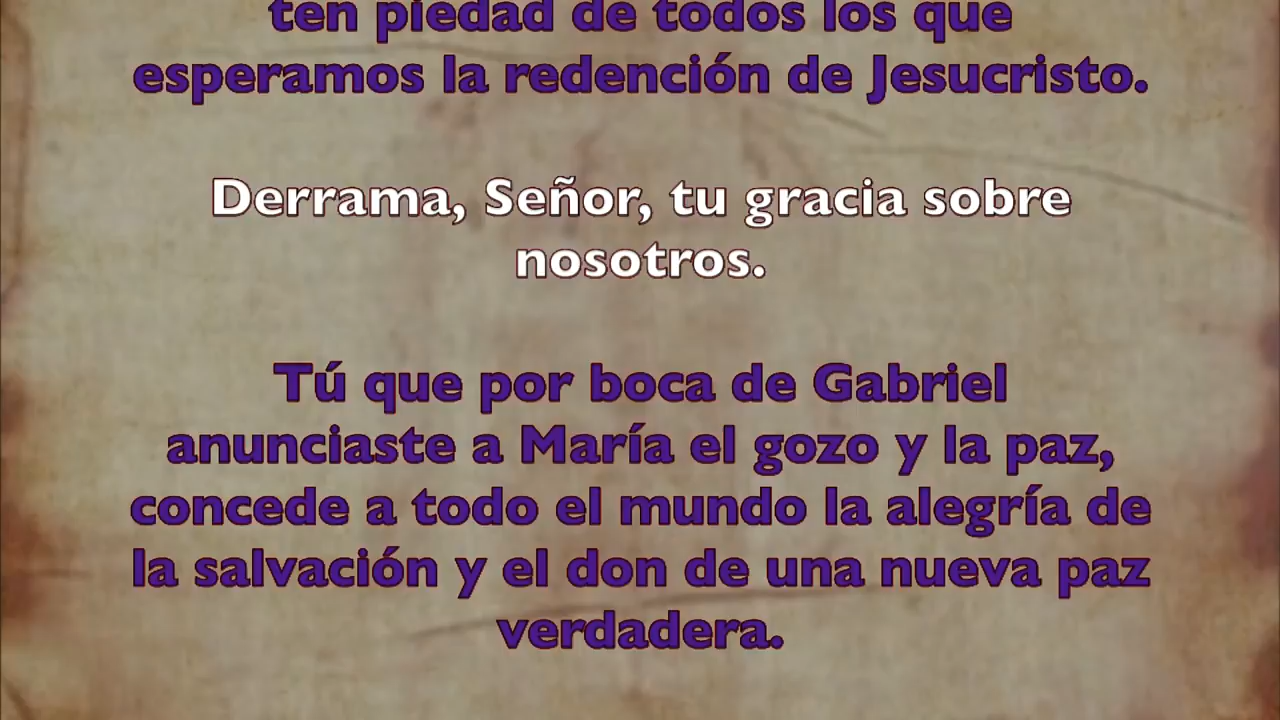 ten piedad de todos los que
esperamos la redención de Jesucristo.
Derrama, Señor, tu gracia sobre
nosotros.
Tú que por boca de Gabriel
anunciaste a María el gozo y la paz,
concede a todo el mundo la alegría de
la salvación y el don de una nueva paz
verdadera.